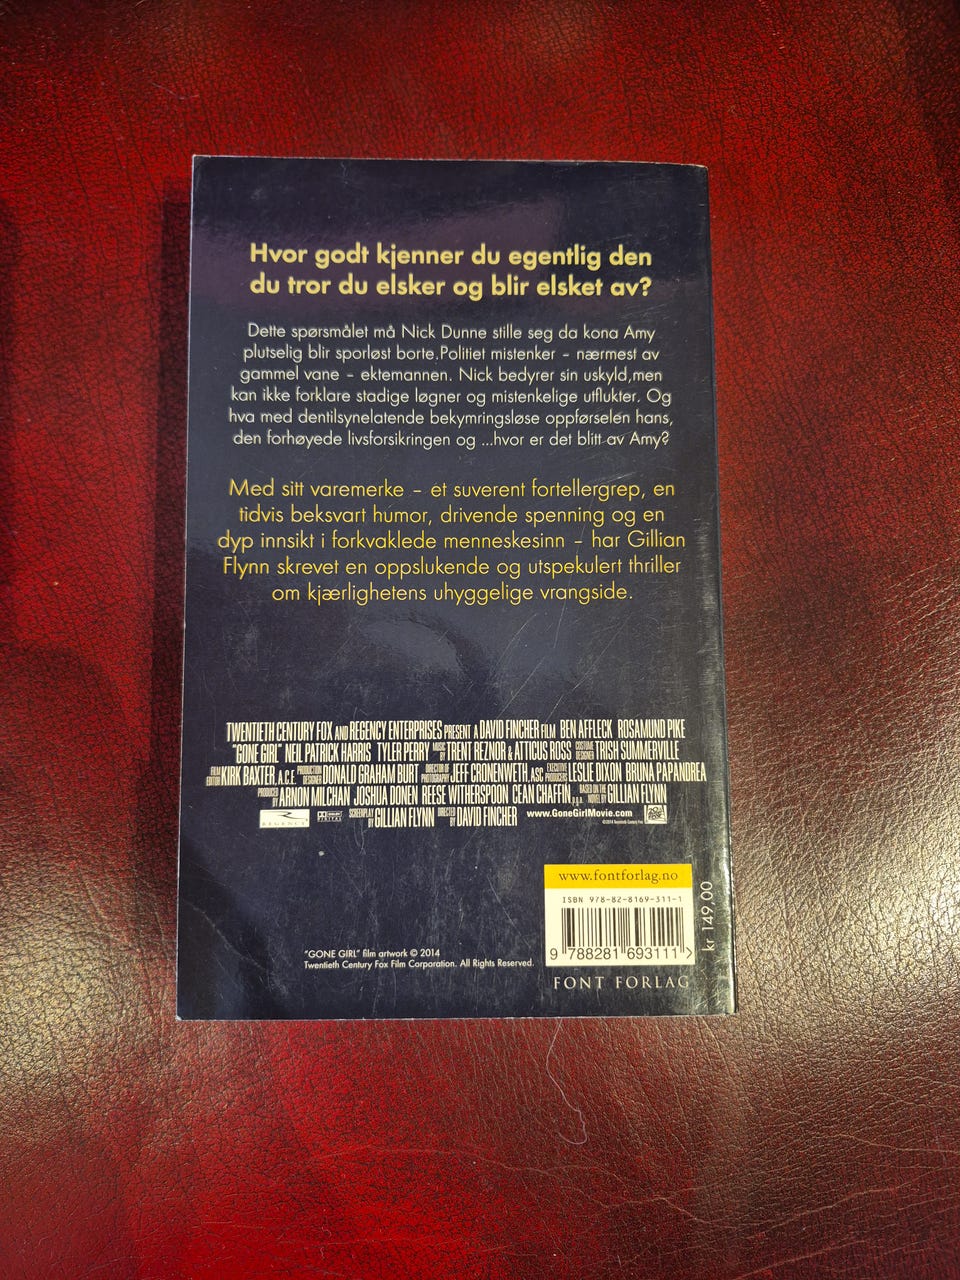 Hvor godt kjenner du egentlig den
du tror du elsker og blir elsket av?
Dette spørsmålet må Nick Dunne stille seg da kona Amy
plutselig blir sporløst borte.Politiet mistenker – nærmest av
gammel vane – ektemannen. Nick bedyrer sin uskyld,men
kan ikke forklare stadige løgner og mistenkelige utflukter. Og
hva med dentilsynelatende bekymringsløse oppførselen hans,
den forhøyede livsforsikringen og ...hvor er det blitt av Amy?
Med sitt varemerke – et suverent fortellergrep, en
tidvis beksvart humor, drivende spenning og en
dyp innsikt i forkvaklede menneskesinn – har Gillian
Flynn skrevet en oppslukende og utspekulert thriller
om kjærlighetens uhyggelige vrangside.
TWENTIETH CENTURY FOX AND REGENCY ENTERPRISES PRESENT A DAVID FINCHER FILM BEN AFFLECK ROSAMUND PIKE
"GONE GIRL" NEIL PATRICK HARRIS TYLER PERRY MUSIC BY TRENT REZNOR & ATTICUS ROSS COSTUME DESIGNER TRISH SUMMERVILLE
FILM EDITOR KIRK BAXTER, A.C.E. PRODUCTION DESIGNER DONALD GRAHAM BURT DIRECTOR OF PHOTOGRAPHY JEFF CRONENWETH, ASC EXECUTIVE PRODUCERS LESLIE DIXON BRUNA PAPANDREA
PRODUCED BY ARNON MILCHAN JOSHUA DONEN REESE WITHERSPOON CEAN CHAFFIN, p.g.a. BASED ON THE NOVEL BY GILLIAN FLYNN
REGENCY DOLBY DIGITAL SCREENPLAY BY GILLIAN FLYNN DIRECTED BY DAVID FINCHER www.GoneGirlMovie.com
©2014 Twentieth Century Fox
www.fontforlag.no
ISBN 978-82-8169-311-1
9 788281 693111 >
kr 149,00
FONT FORLAG
"GONE GIRL" film artwork © 2014
Twentieth Century Fox Film Corporation. All Rights Reserved.